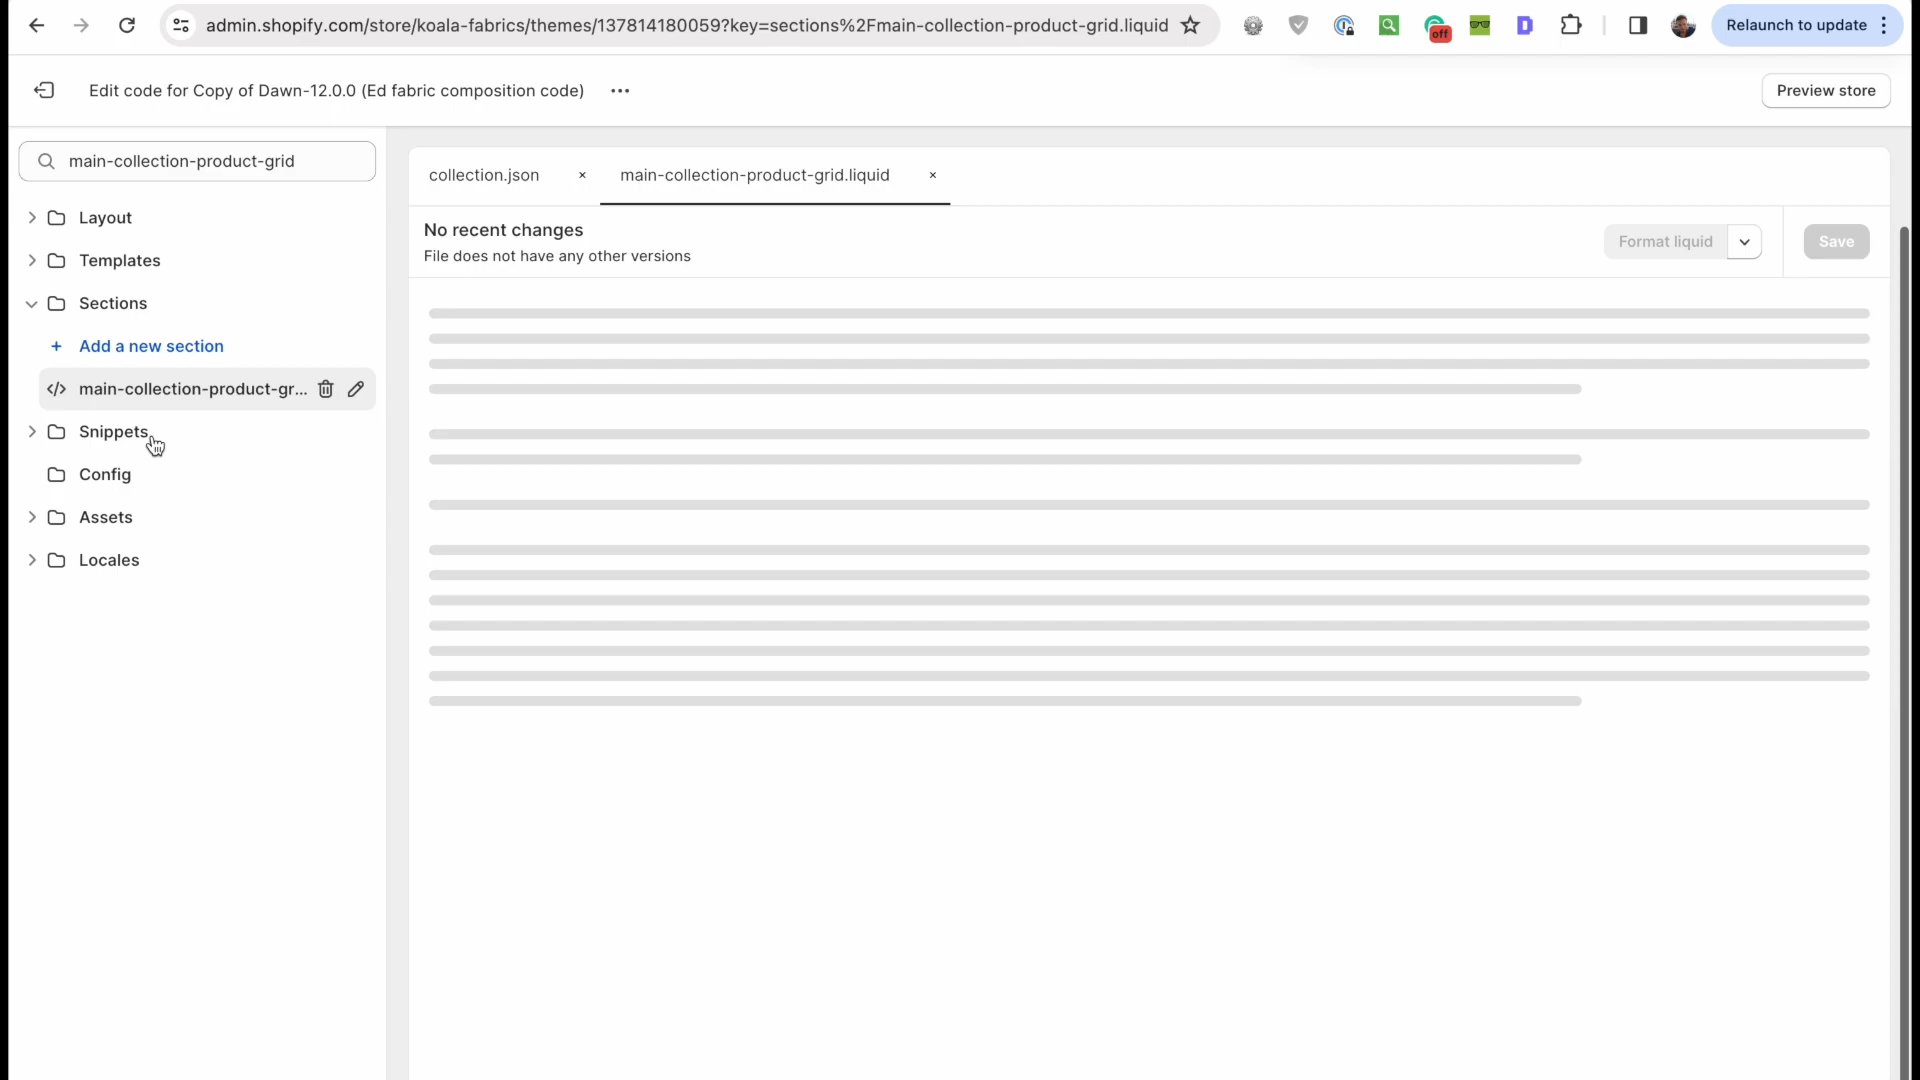 admin.shopify.com/store/koala-fabrics/themes/137814180059?key=sections%2Fmain-collection-product-grid.liquid
off
Relaunch to update
Edit code for Copy of Dawn-12.0.0 (Ed fabric composition code)
Preview store
main-collection-product-grid
Layout
Templates
Sections
+ Add a new section
</> main-collection-product-gr...
Snippets
Config
Assets
Locales
collection.json ×
main-collection-product-grid.liquid ×
No recent changes
File does not have any other versions
Format liquid
Save